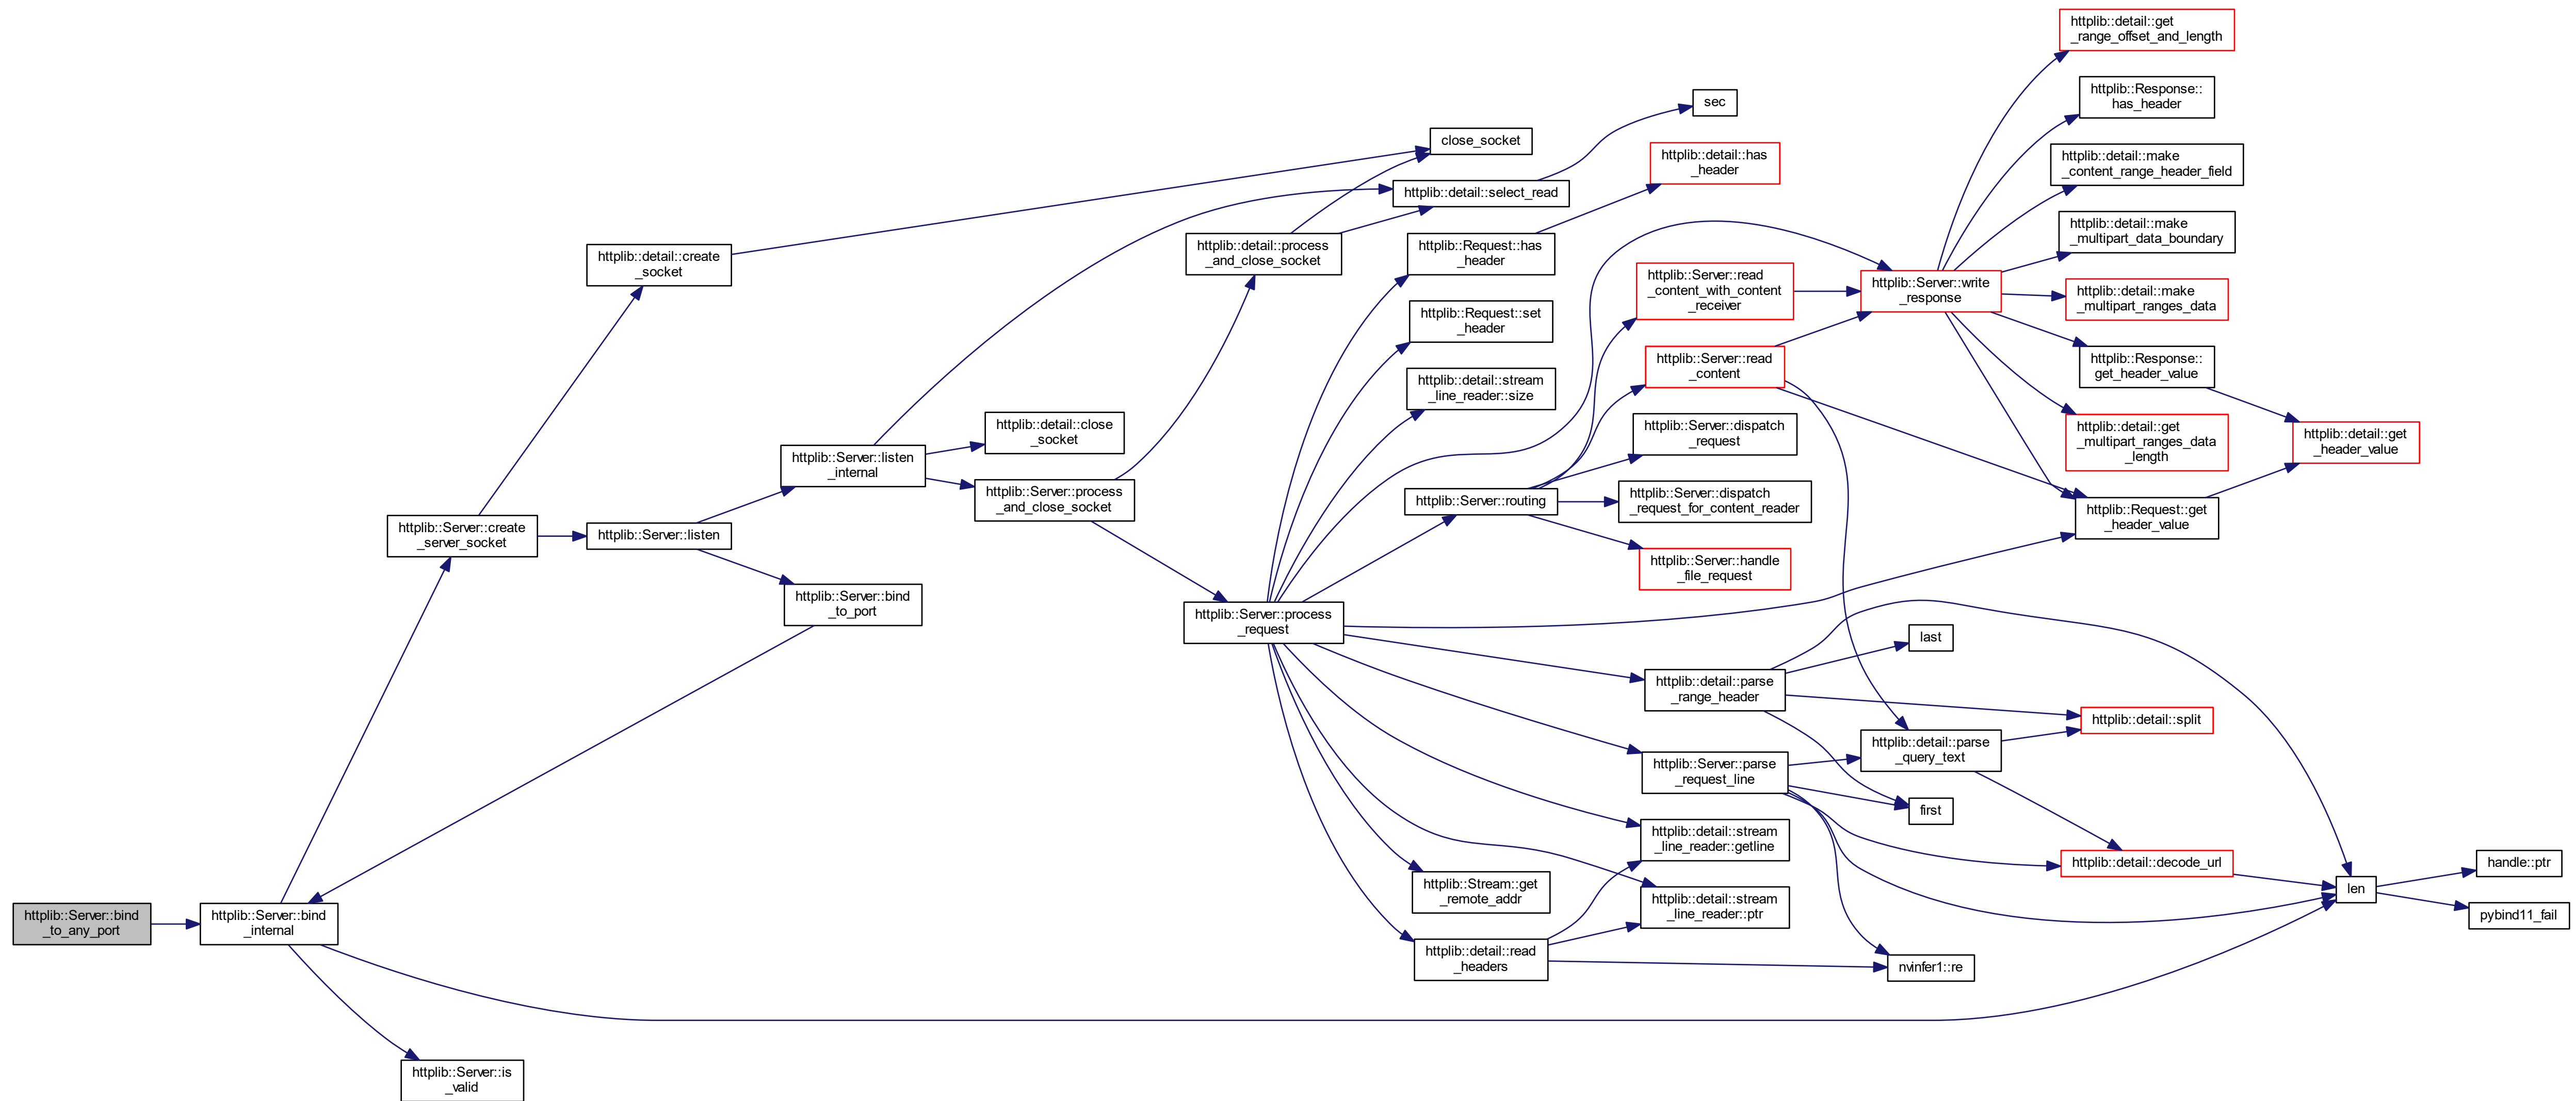 httplib::Server::bind
_to_any_port
httplib::Server::bind
_internal
httplib::Server::create
_server_socket
httplib::Server::is
_valid
httplib::detail::create
_socket
httplib::Server::listen
httplib::Server::listen
_internal
httplib::Server::bind
_to_port
httplib::detail::close
_socket
httplib::Server::process
_and_close_socket
httplib::detail::process
_and_close_socket
httplib::Server::process
_request
close_socket
httplib::detail::select_read
httplib::Request::has
_header
httplib::Request::set
_header
httplib::detail::stream
_line_reader::size
httplib::Server::routing
httplib::Stream::get
_remote_addr
httplib::detail::read
_headers
sec
httplib::detail::has
_header
httplib::Server::read
_content_with_content
_receiver
httplib::Server::read
_content
httplib::Server::dispatch
_request
httplib::Server::dispatch
_request_for_content_reader
httplib::Server::handle
_file_request
httplib::detail::parse
_range_header
httplib::Server::parse
_request_line
httplib::detail::stream
_line_reader::getline
httplib::detail::stream
_line_reader::ptr
httplib::Server::write
_response
last
httplib::detail::parse
_query_text
first
nvinfer1::re
httplib::detail::get
_range_offset_and_length
httplib::Response::
has_header
httplib::detail::make
_content_range_header_field
httplib::detail::make
_multipart_data_boundary
httplib::detail::make
_multipart_ranges_data
httplib::Response::
get_header_value
httplib::detail::get
_multipart_ranges_data
_length
httplib::Request::get
_header_value
httplib::detail::split
httplib::detail::decode_url
httplib::detail::get
_header_value
len
handle::ptr
pybind11_fail